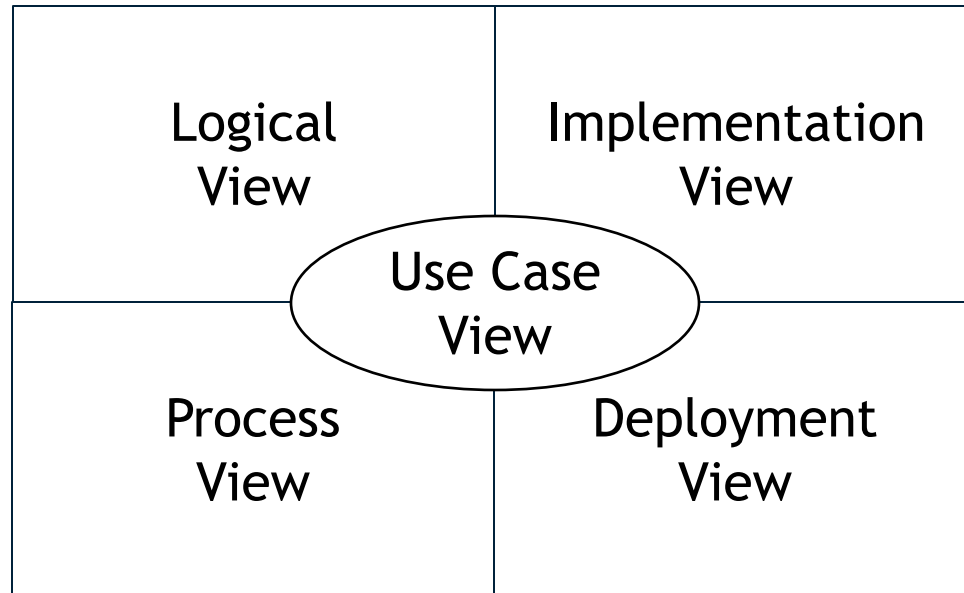 Logical
View
Implementation
View
Use Case
View
Process
View
Deployment
View